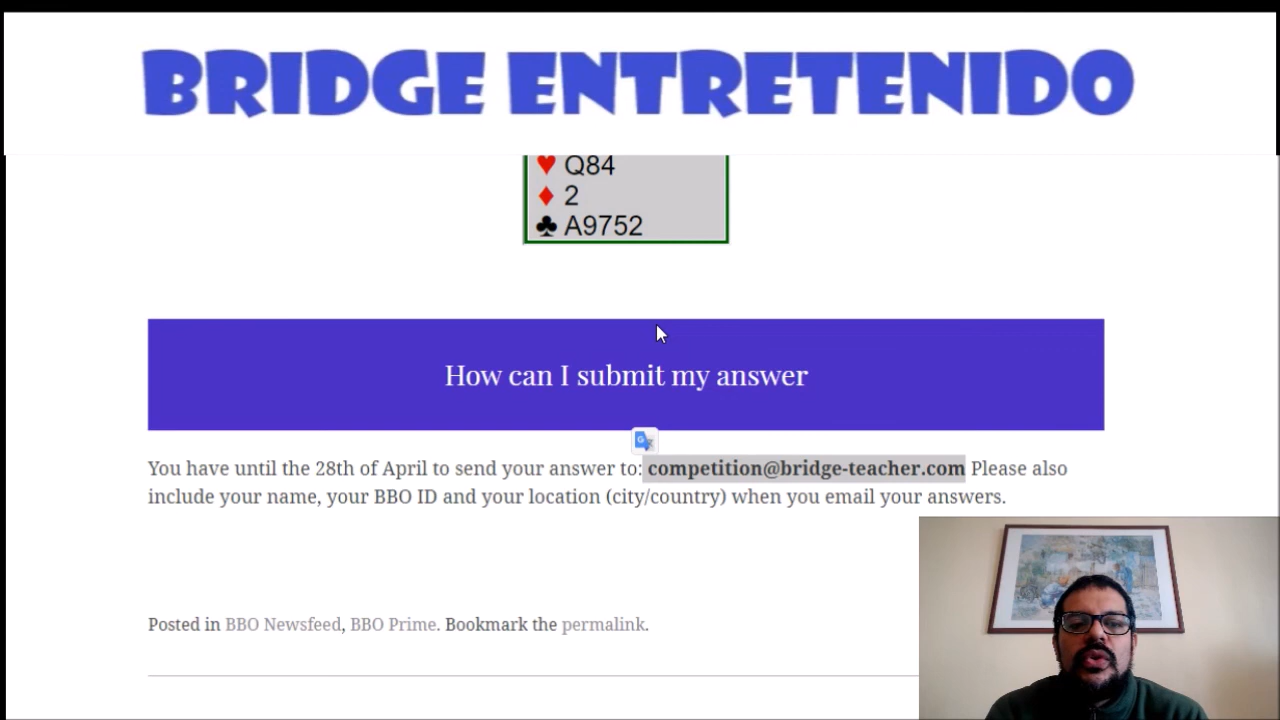 BRIDGE ENTRETENIDO
♥ Q84
♦ 2
♣ A9752
How can I submit my answer
You have until the 28th of April to send your answer to: competition@bridge-teacher.com Please also
include your name, your BBO ID and your location (city/country) when you email your answers.
Posted in BBO Newsfeed, BBO Prime. Bookmark the permalink.